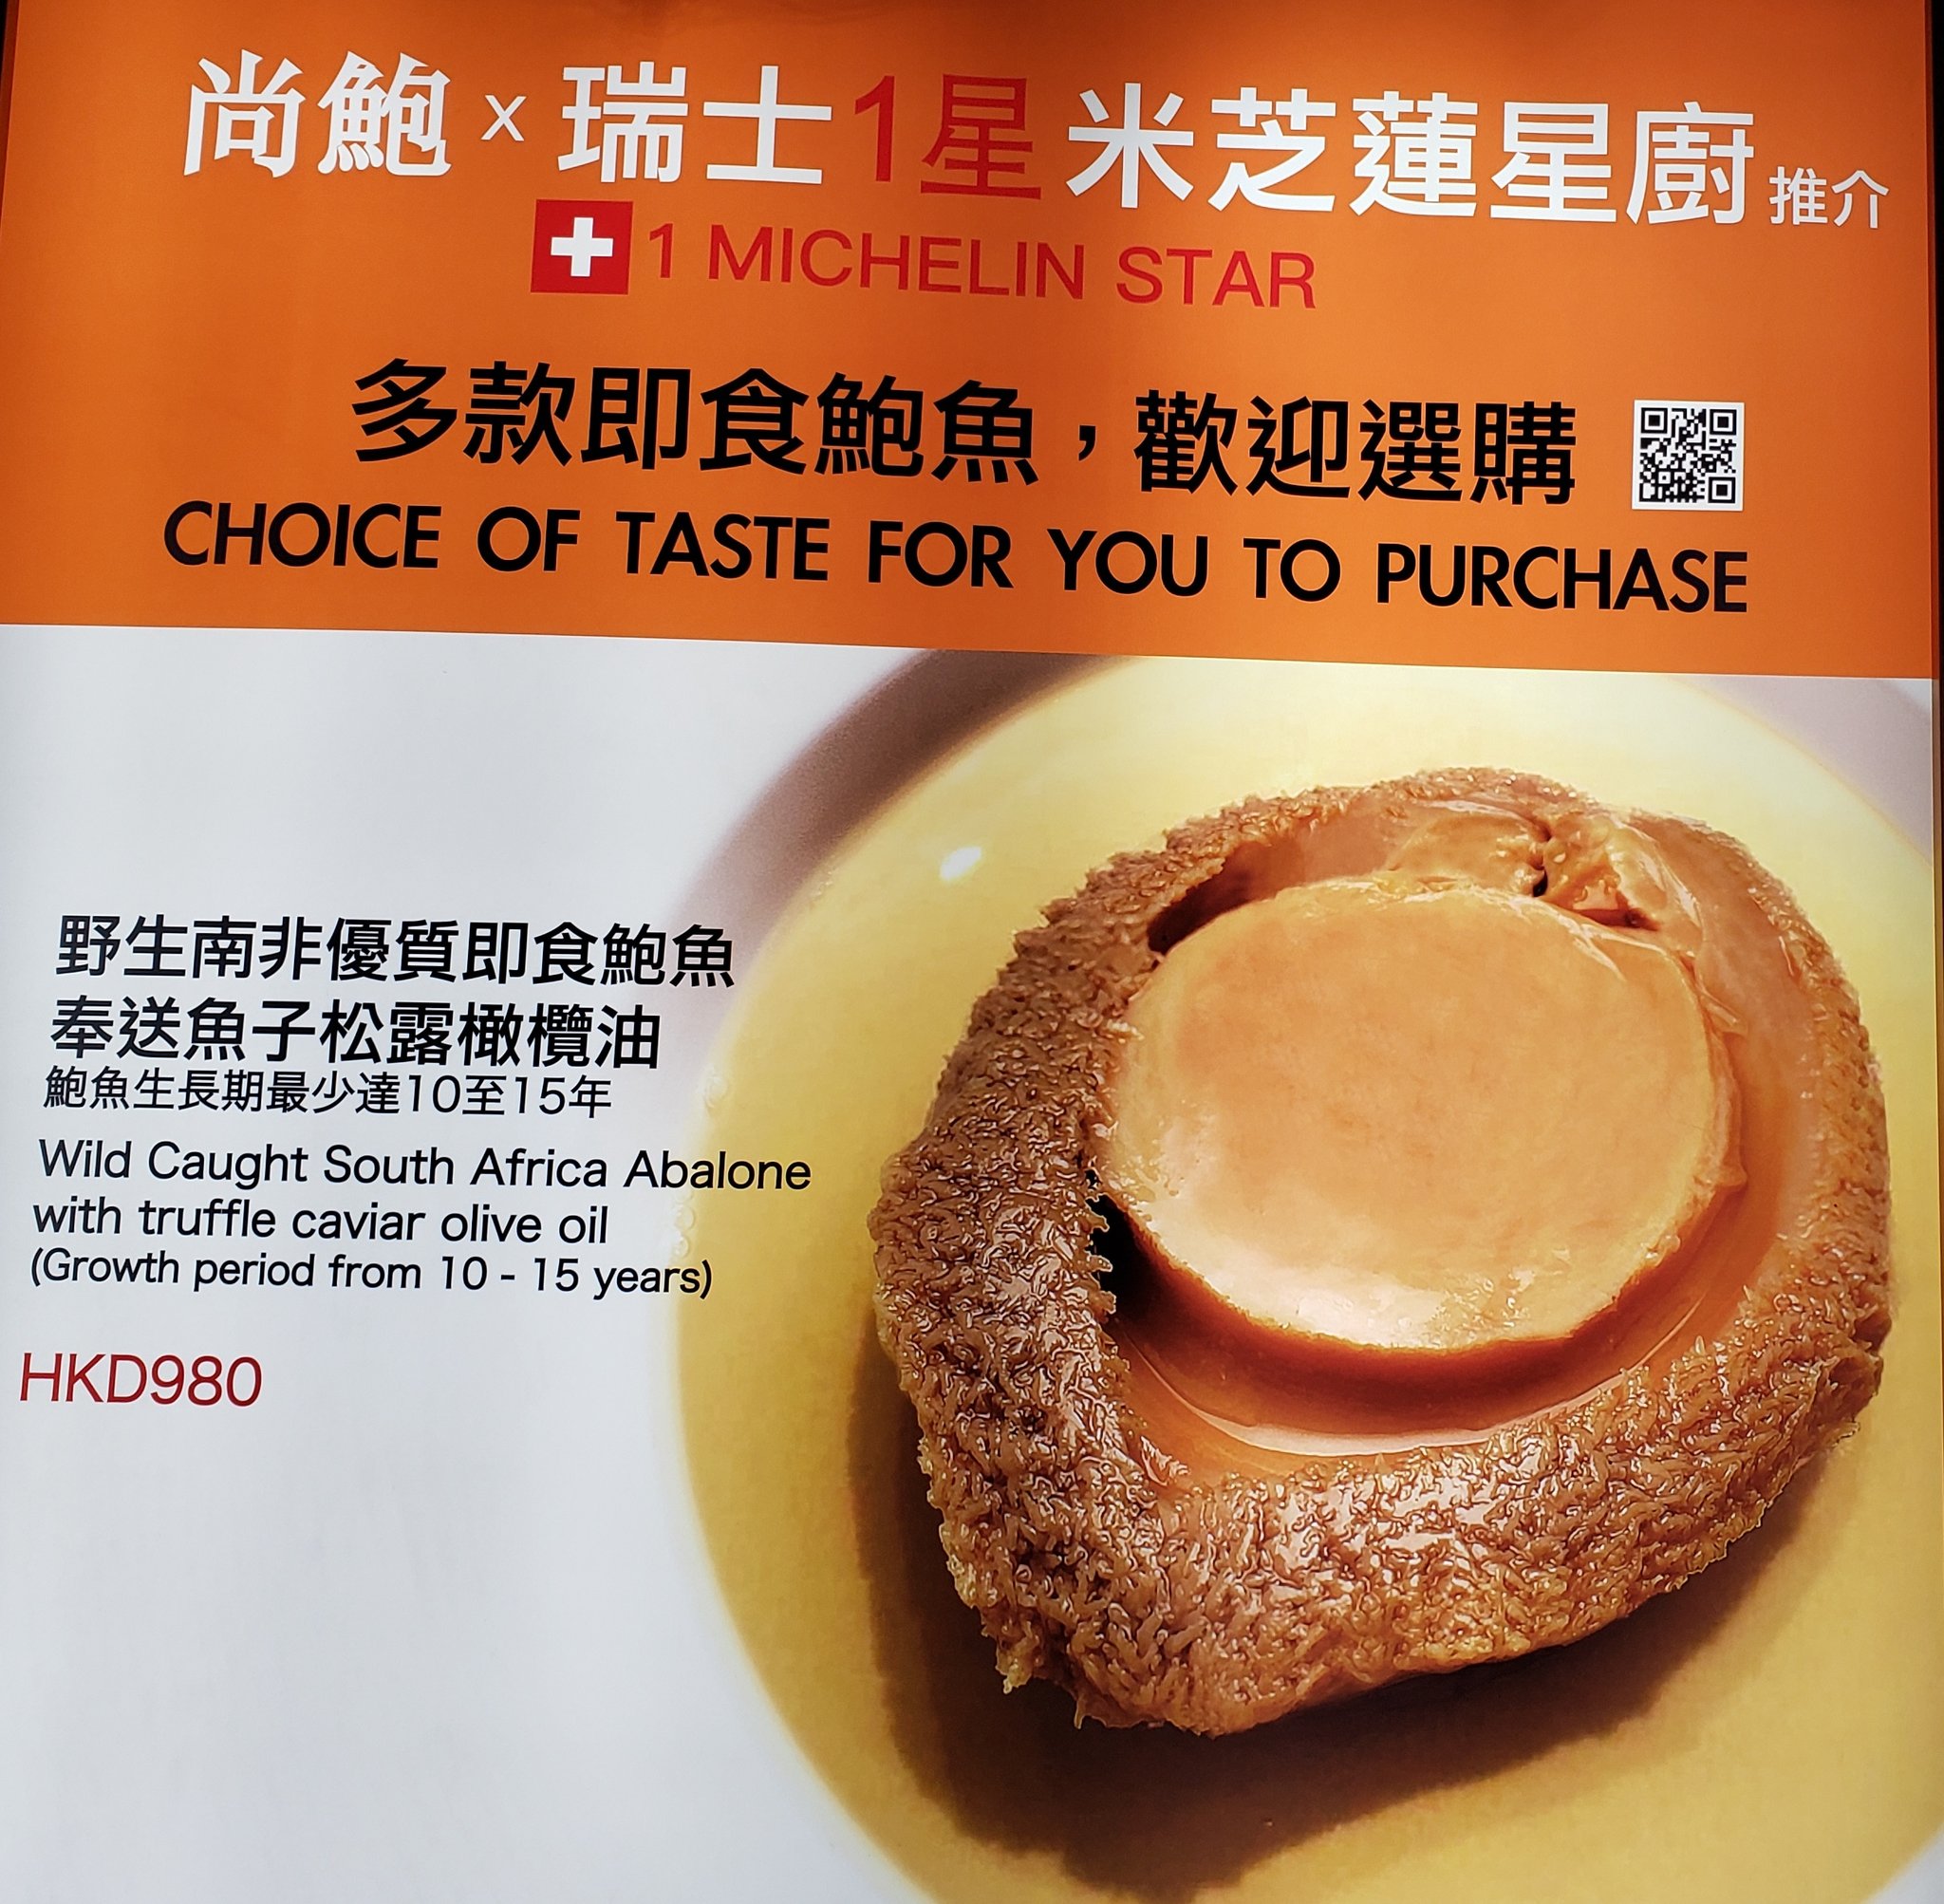 尚鮑 x 瑞士1星米芝蓮星廚推介
1 MICHELIN STAR
多款即食鮑魚，歡迎選購
CHOICE OF TASTE FOR YOU TO PURCHASE
野生南非優質即食鮑魚
奉送魚子松露橄欖油
鮑魚生長期最少達10至15年
Wild Caught South Africa Abalone
with truffle caviar olive oil
(Growth period from 10 - 15 years)
HKD980